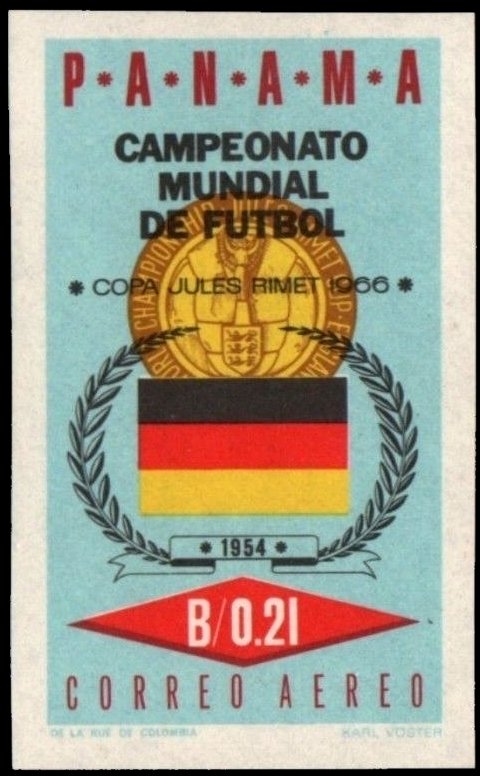 P*A*N*A*M*A
CAMPEONATO
MUNDIAL
DE FUTBOL
* COPA JULES RIMET 1966 *
* 1954 *
B/0.21
CORREO AEREO
DE LA RUE DE COLOMBIA
KARL VOSTER